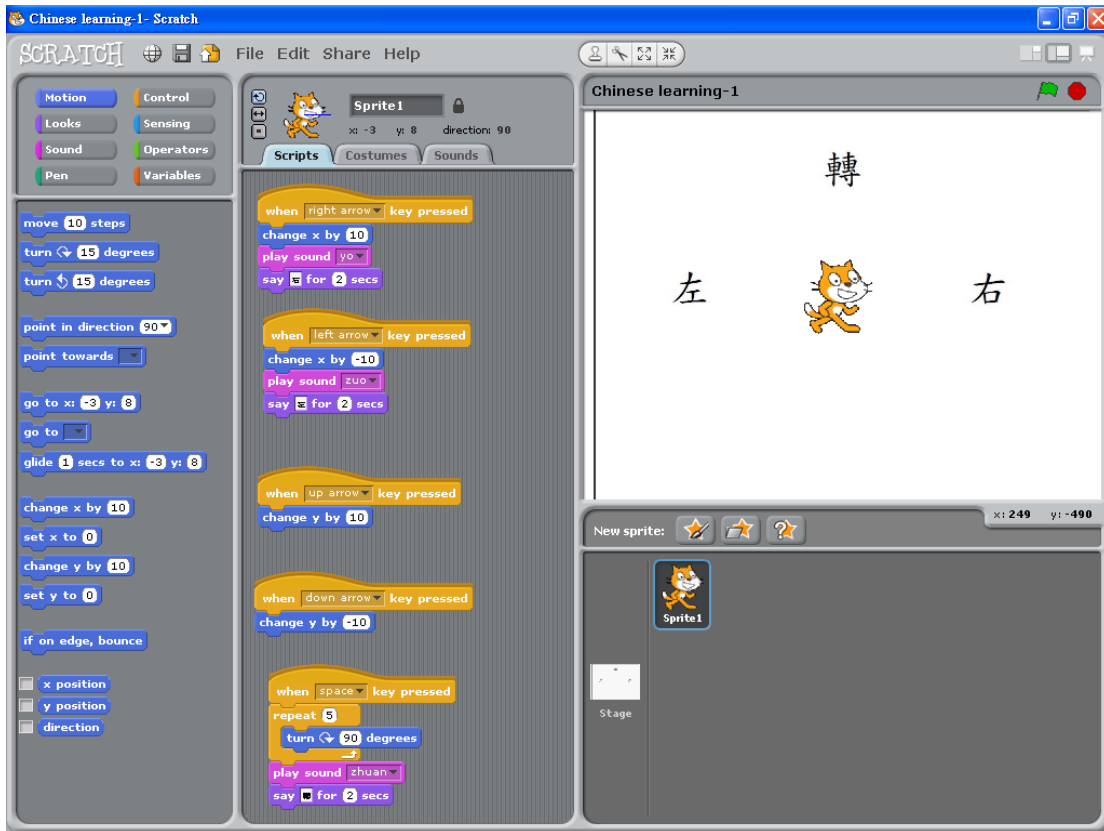 Chinese learning-1- Scratch
SCRATCH File Edit Share Help
Motion Control
Looks Sensing
Sound Operators
Pen Variables
move 10 steps
turn 15 degrees
turn 15 degrees
point in direction 90
point towards
go to x: -3 y: 8
go to
glide 1 secs to x: -3 y: 8
change x by 10
set x to 0
change y by 10
set y to 0
if on edge, bounce
x position
y position
direction
Sprite1
x: -3 y: 8 direction: 90
Scripts Costumes Sounds
when right arrow key pressed
change x by 10
play sound yo
say for 2 secs
when left arrow key pressed
change x by -10
play sound zuo
say for 2 secs
when up arrow key pressed
change y by 10
when down arrow key pressed
change y by -10
when space key pressed
repeat 5
turn 90 degrees
play sound zhuan
say for 2 secs
Chinese learning-1
轉
左 右
x: 249 y: -490
New sprite:
Sprite1
Stage